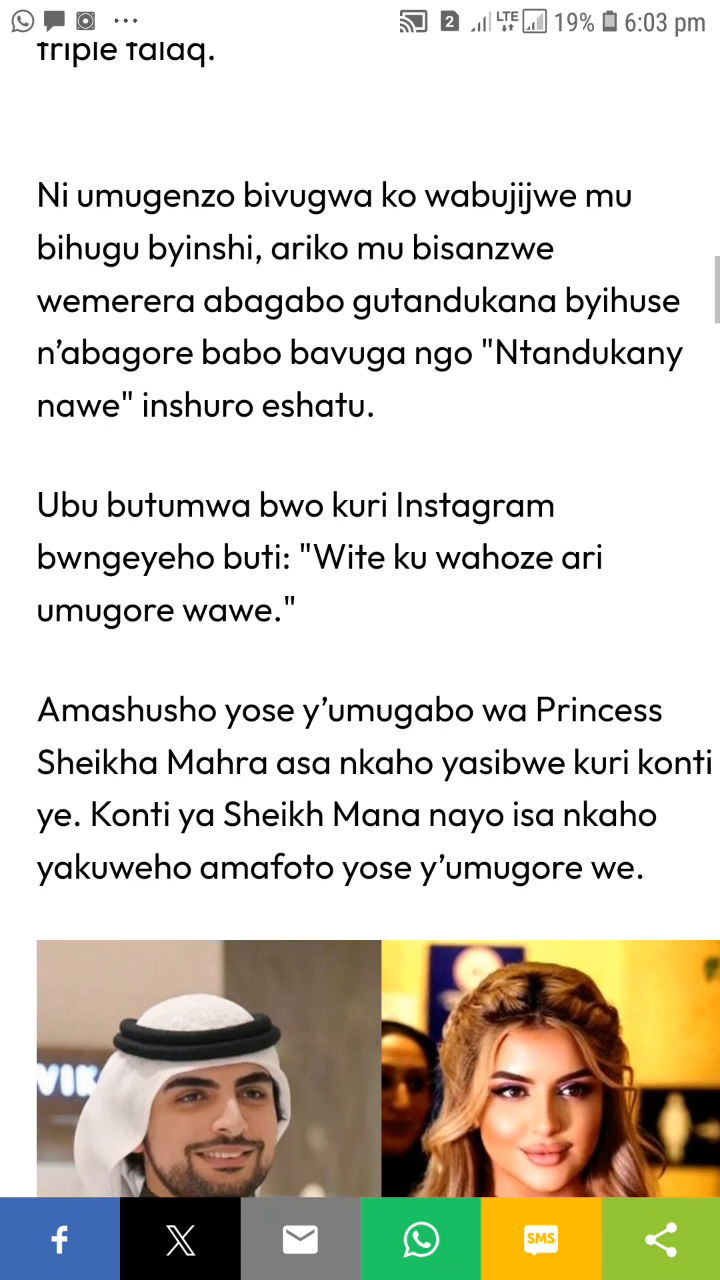 2 LTE 19% 6:03 pm
triple talaq.
Ni umugenzo bivugwa ko wabujijwe mu
bihugu byinshi, ariko mu bisanzwe
wemerera abagabo gutandukana byihuse
n’abagore babo bavuga ngo "Ntandukany
nawe" inshuro eshatu.
Ubu butumwa bwo kuri Instagram
bwngeyeho buti: "Wite ku wahoze ari
umugore wawe."
Amashusho yose y’umugabo wa Princess
Sheikha Mahra asa nkaho yasibwe kuri konti
ye. Konti ya Sheikh Mana nayo isa nkaho
yakuweho amafoto yose y’umugore we.
SMS